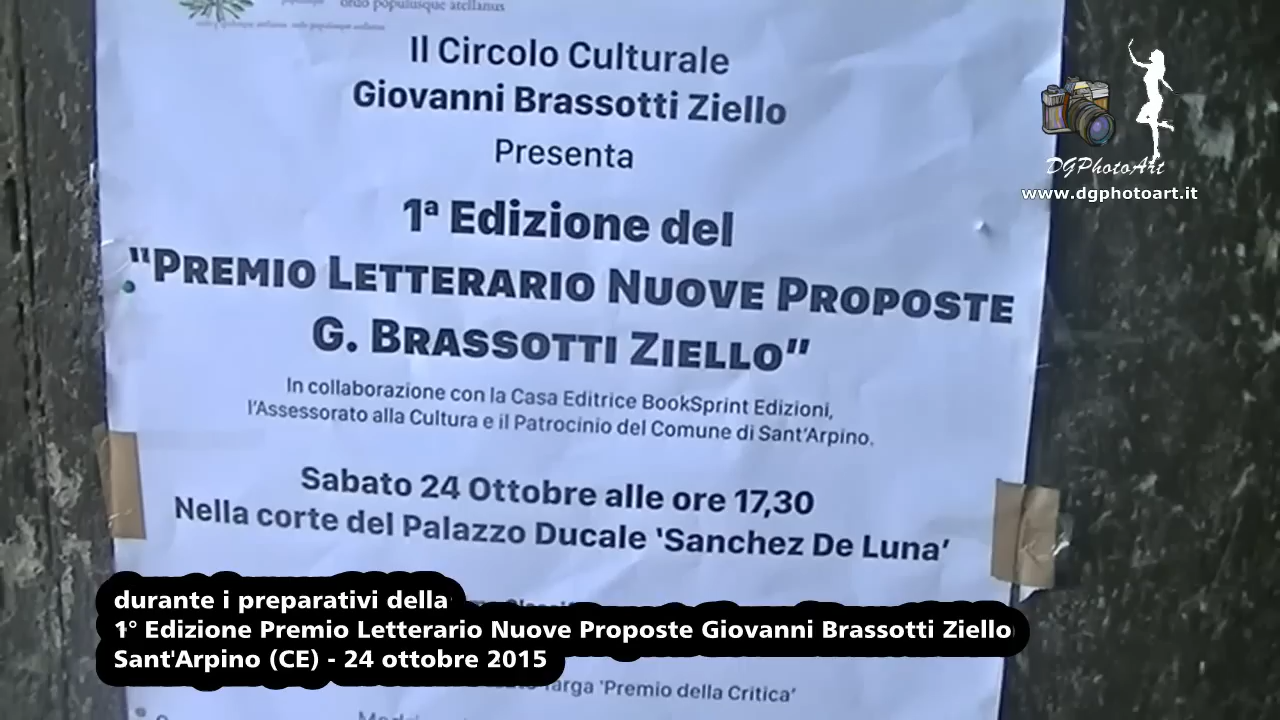 ordo populusque atellanus
Il Circolo Culturale
Giovanni Brassotti Ziello
Presenta
1ª Edizione del
"Premio Letterario Nuove Proposte
G. Brassotti Ziello"
In collaborazione con la Casa Editrice BookSprint Edizioni,
l'Assessorato alla Cultura e il Patrocinio del Comune di Sant'Arpino.
Sabato 24 Ottobre alle ore 17,30
Nella corte del Palazzo Ducale 'Sanchez De Luna'
Targa 'Premio della Critica'
DGPhotoArt
www.dgphotoart.it
durante i preparativi della
1° Edizione Premio Letterario Nuove Proposte Giovanni Brassotti Ziello
Sant'Arpino (CE) - 24 ottobre 2015